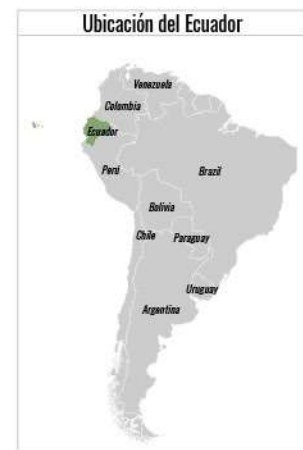 Ubicación del Ecuador
Venezuela
Colombia
Ecuador
Perú
Brazil
Bolivia
Chile
Paraguay
Uruguay
Argentina